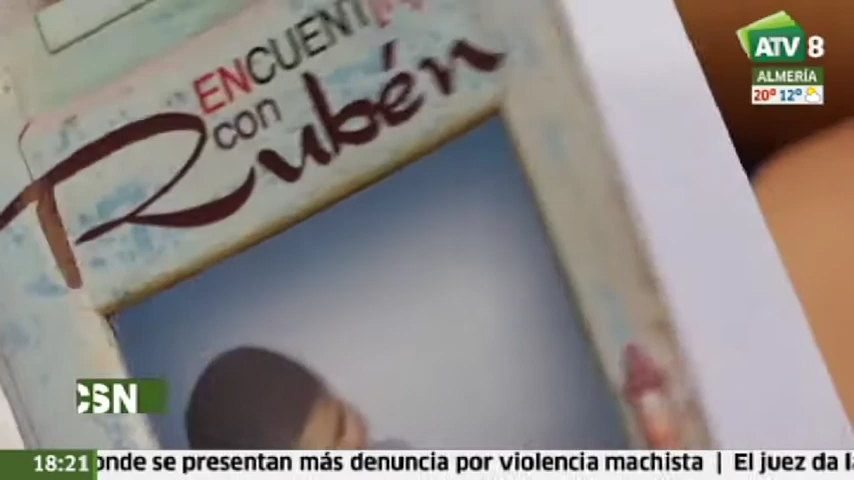 ENCUENT
con
Rubén
ATV 8
ALMERÍA
20º 12º
CSN
18:21 onde se presentan más denuncia por violencia machista | El juez da l